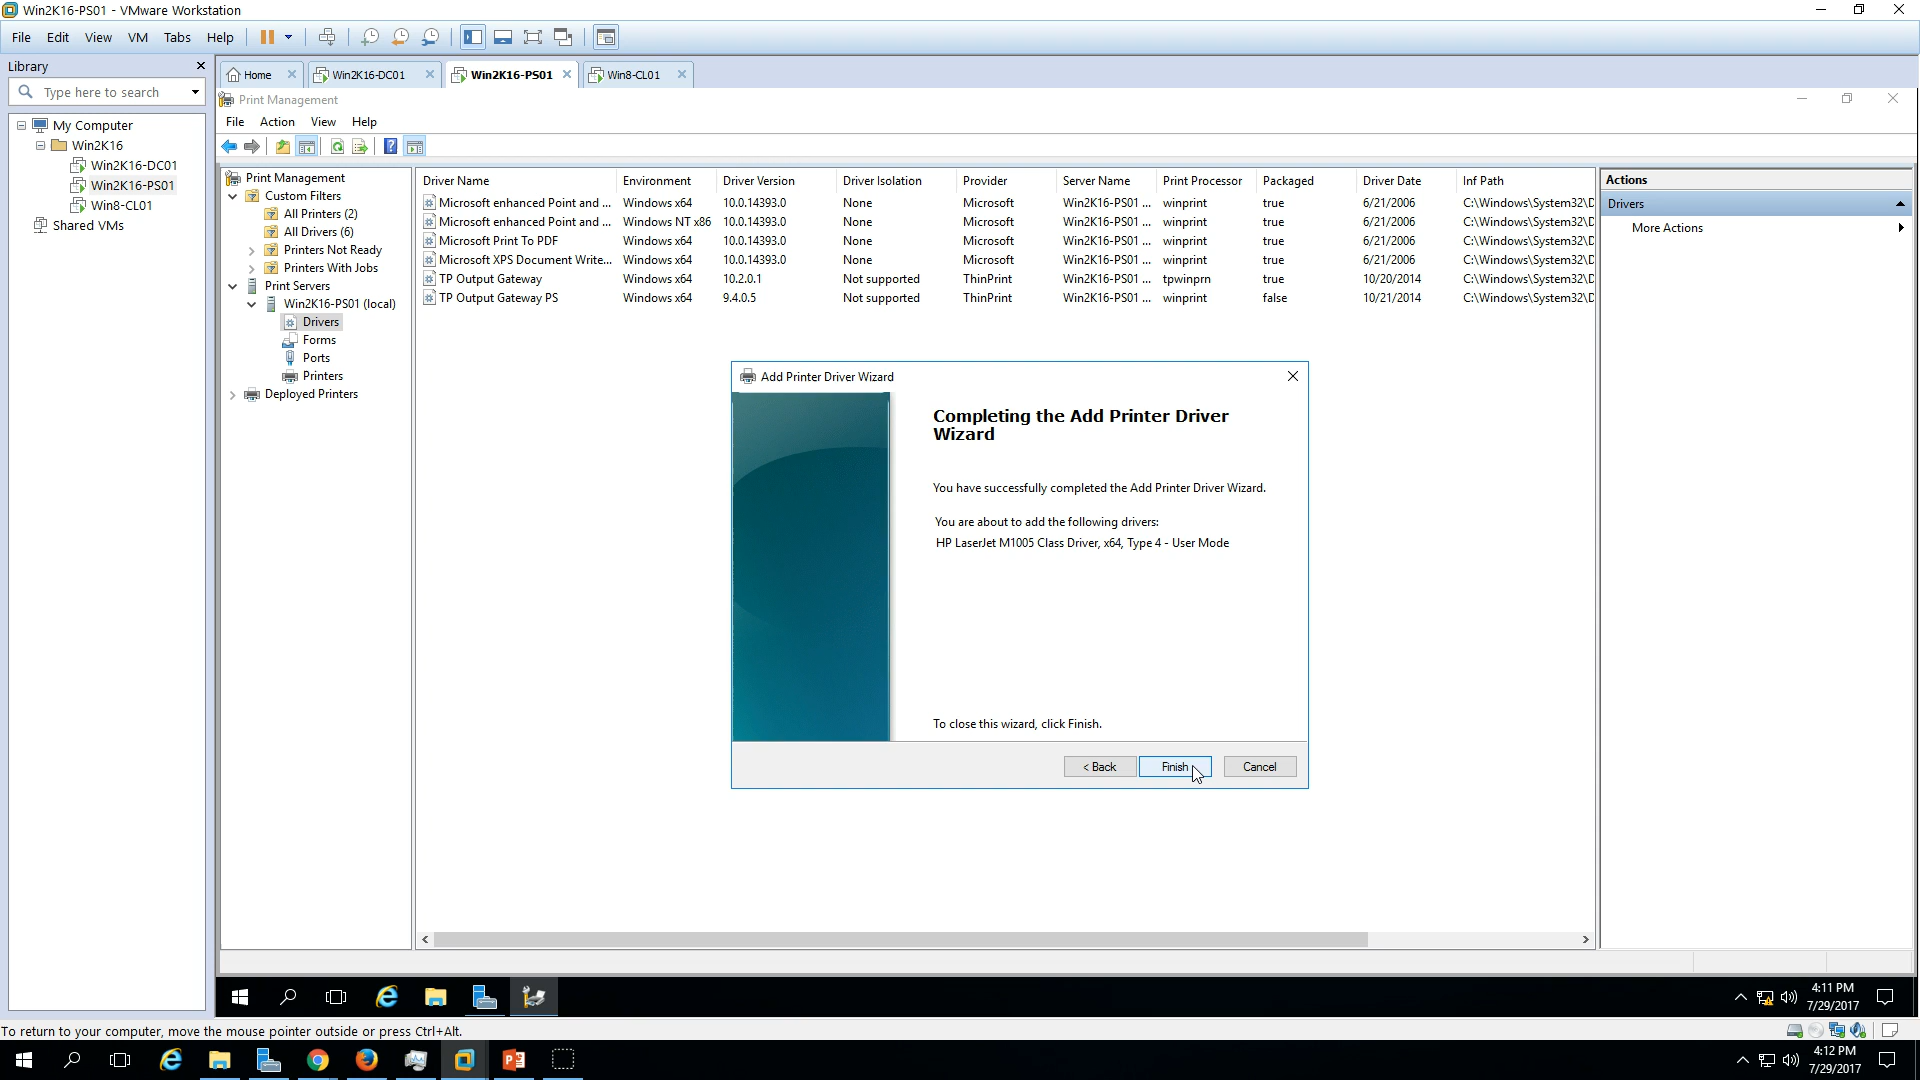 Win2K16-PS01 - VMware Workstation
File Edit View VM Tabs Help
Library
Type here to search
My Computer
Win2K16
Win2K16-DC01
Win2K16-PS01
Win8-CL01
Shared VMs
Home Win2K16-DC01 Win2K16-PS01 Win8-CL01
Print Management
File Action View Help
Print Management
Custom Filters
All Printers (2)
All Drivers (6)
Printers Not Ready
Printers With Jobs
Print Servers
Win2K16-PS01 (local)
Drivers
Forms
Ports
Printers
Deployed Printers
Driver Name Environment Driver Version Driver Isolation Provider Server Name Print Processor Packaged Driver Date Inf Path
Microsoft enhanced Point and ... Windows x64 10.0.14393.0 None Microsoft Win2K16-PS01 ... winprint true 6/21/2006 C:\Windows\System32\D
Microsoft enhanced Point and ... Windows NT x86 10.0.14393.0 None Microsoft Win2K16-PS01 ... winprint true 6/21/2006 C:\Windows\System32\D
Microsoft Print To PDF Windows x64 10.0.14393.0 None Microsoft Win2K16-PS01 ... winprint true 6/21/2006 C:\Windows\System32\D
Microsoft XPS Document Write... Windows x64 10.0.14393.0 None Microsoft Win2K16-PS01 ... winprint true 6/21/2006 C:\Windows\System32\D
TP Output Gateway Windows x64 10.2.0.1 Not supported ThinPrint Win2K16-PS01 ... tpwinprn true 10/20/2014 C:\Windows\System32\D
TP Output Gateway PS Windows x64 9.4.0.5 Not supported ThinPrint Win2K16-PS01 ... winprint false 10/21/2014 C:\Windows\System32\D
Actions
Drivers
More Actions
Add Printer Driver Wizard
Completing the Add Printer Driver
Wizard
You have successfully completed the Add Printer Driver Wizard.
You are about to add the following drivers:
HP LaserJet M1005 Class Driver, x64, Type 4 - User Mode
To close this wizard, click Finish.
< Back Finish Cancel
4:11 PM
7/29/2017
To return to your computer, move the mouse pointer outside or press Ctrl+Alt.
4:12 PM
7/29/2017